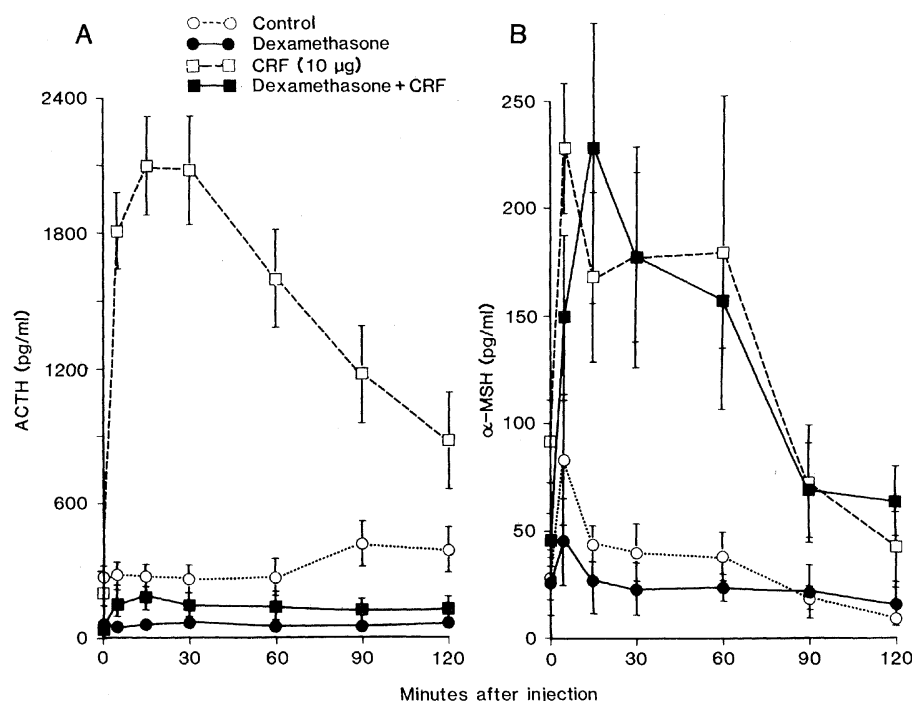 A
Control
Dexamethasone
CRF (10 µg)
Dexamethasone + CRF
B
2400
1800
1200
600
0
ACTH (pg/ml)
0 30 60 90 120
250
200
150
100
50
0
α-MSH (pg/ml)
0 30 60 90 120
Minutes after injection